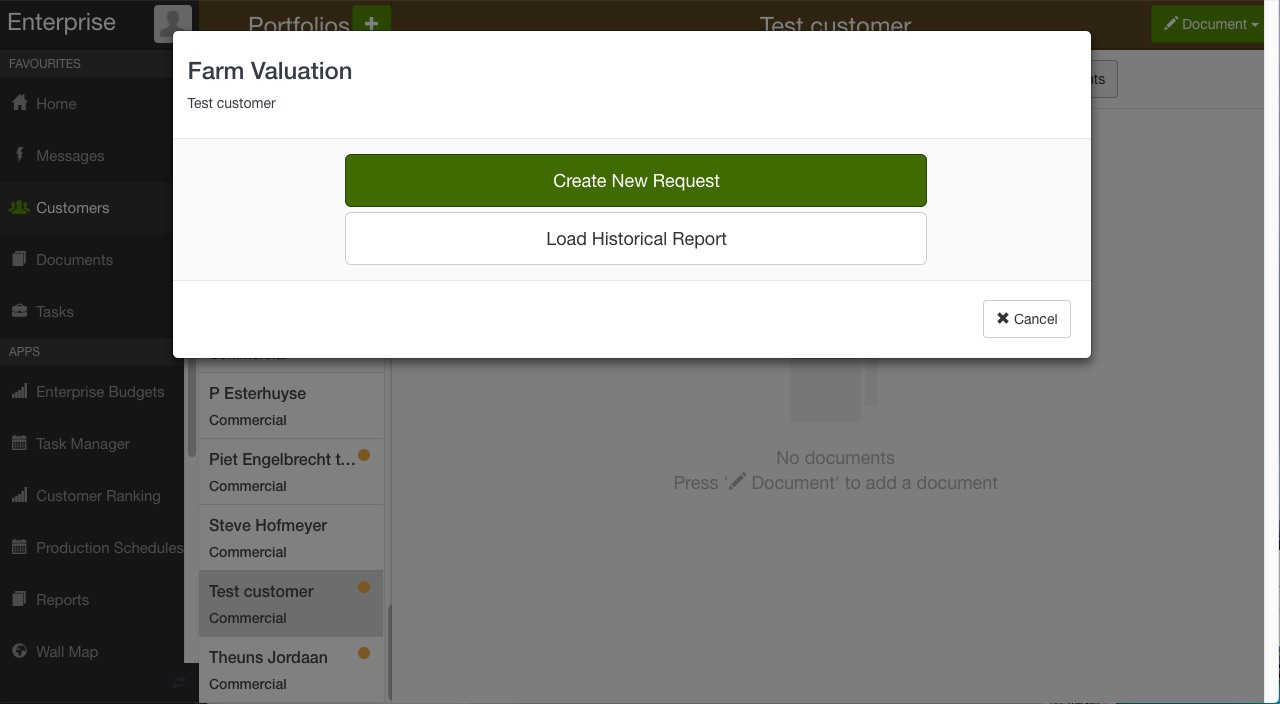 Enterprise
Portfolios
Test customer
Document
FAVOURITES
Home
Messages
Customers
Documents
Tasks
APPS
Enterprise Budgets
Task Manager
Customer Ranking
Production Schedules
Reports
Wall Map
Farm Valuation
Test customer
Create New Request
Load Historical Report
Cancel
Commercial
P Esterhuyse
Commercial
Piet Engelbrecht t...
Commercial
Steve Hofmeyer
Commercial
Test customer
Commercial
Theuns Jordaan
Commercial
No documents
Press ' Document' to add a document